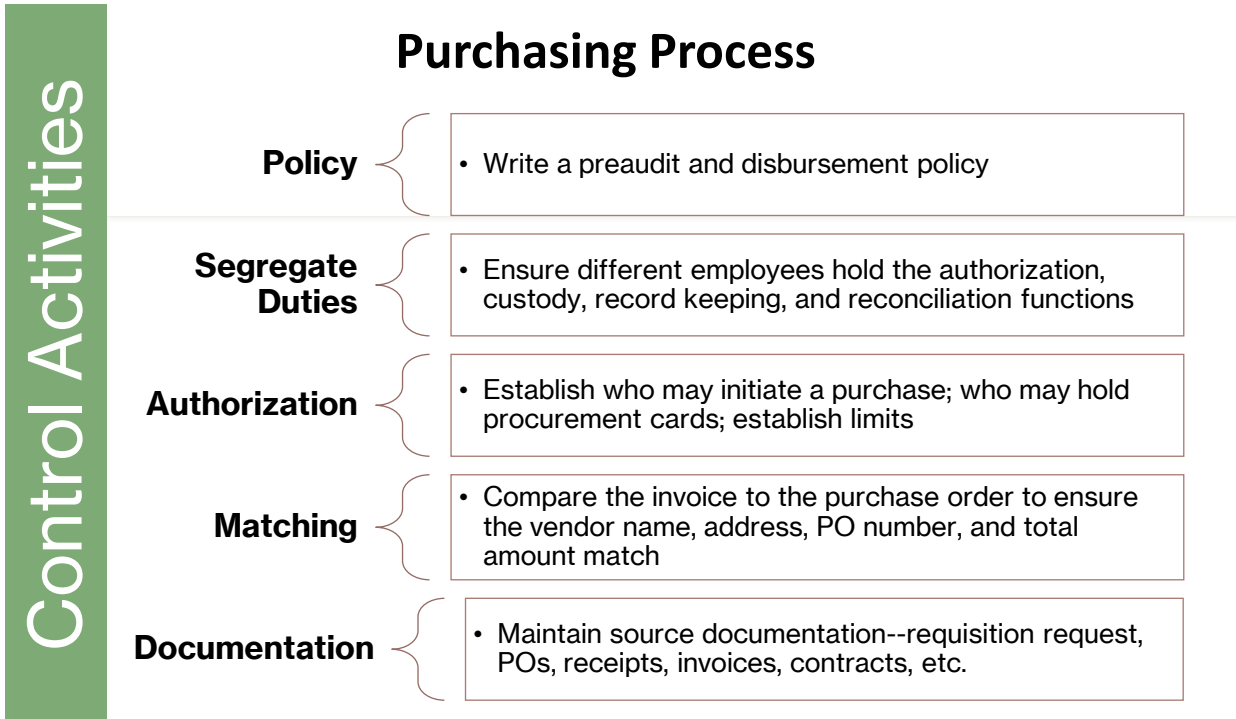 Control Activities
Purchasing Process
Policy
• Write a preaudit and disbursement policy
Segregate
Duties
• Ensure different employees hold the authorization,
custody, record keeping, and reconciliation functions
Authorization
• Establish who may initiate a purchase; who may hold
procurement cards; establish limits
Matching
• Compare the invoice to the purchase order to ensure
the vendor name, address, PO number, and total
amount match
Documentation
• Maintain source documentation--requisition request,
POs, receipts, invoices, contracts, etc.